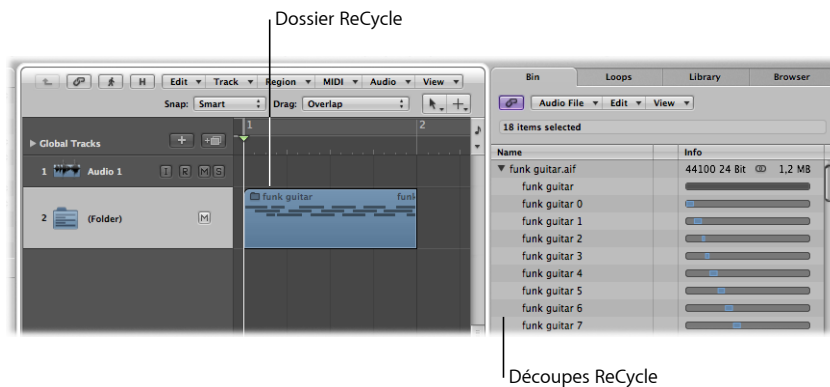 Dossier ReCycle
Edit Track Region MIDI Audio View
Snap: Smart Drag: Overlap
H
Global Tracks
1 2
1 Audio 1 I R M S
2 (Folder) M
funk guitar
Bin Loops Library Browser
Audio File Edit View
18 items selected
Name Info
funk guitar.aif 44100 24 Bit 1,2 MB
funk guitar
funk guitar 0
funk guitar 1
funk guitar 2
funk guitar 3
funk guitar 4
funk guitar 5
funk guitar 6
funk guitar 7
Découpes ReCycle